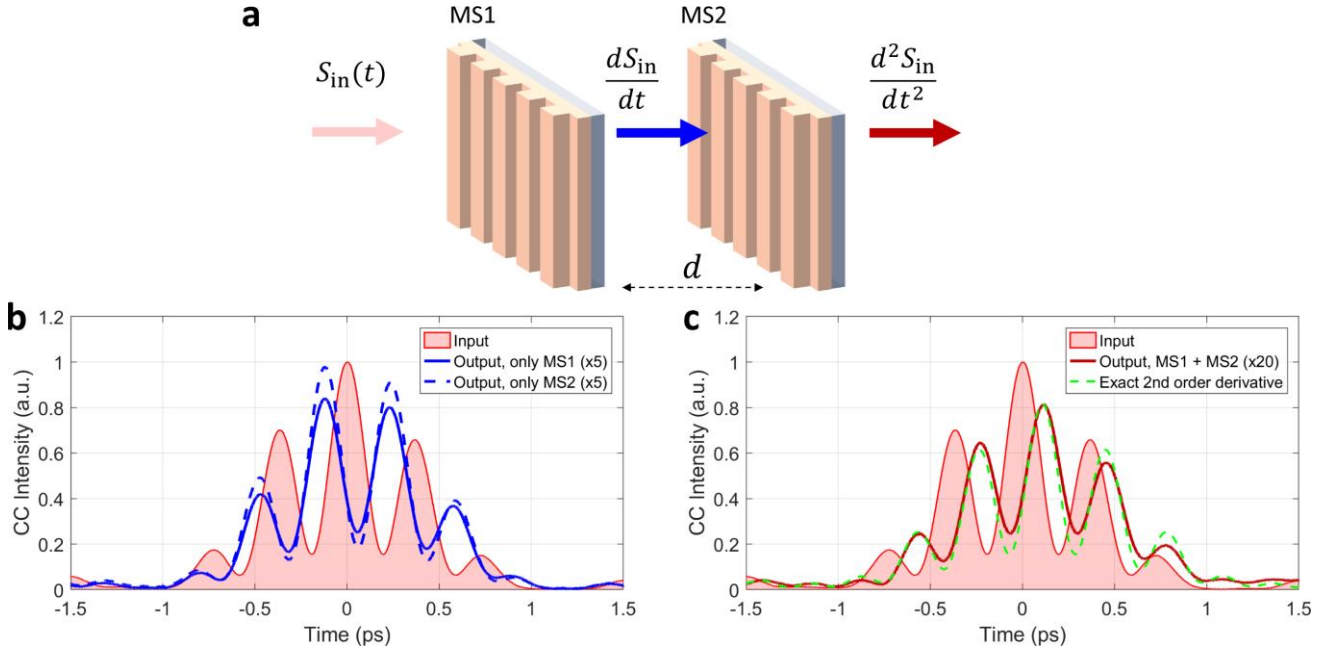 a
MS1
MS2
S_in(t)
dS_in
dt
d²S_in
dt²
d
b
1.2
1
0.8
0.6
0.4
0.2
0
CC Intensity (a.u.)
Input
Output, only MS1 (x5)
Output, only MS2 (x5)
-1.5 -1 -0.5 0 0.5 1 1.5
Time (ps)
c
1.2
1
0.8
0.6
0.4
0.2
0
CC Intensity (a.u.)
Input
Output, MS1 + MS2 (x20)
Exact 2nd order derivative
-1.5 -1 -0.5 0 0.5 1 1.5
Time (ps)